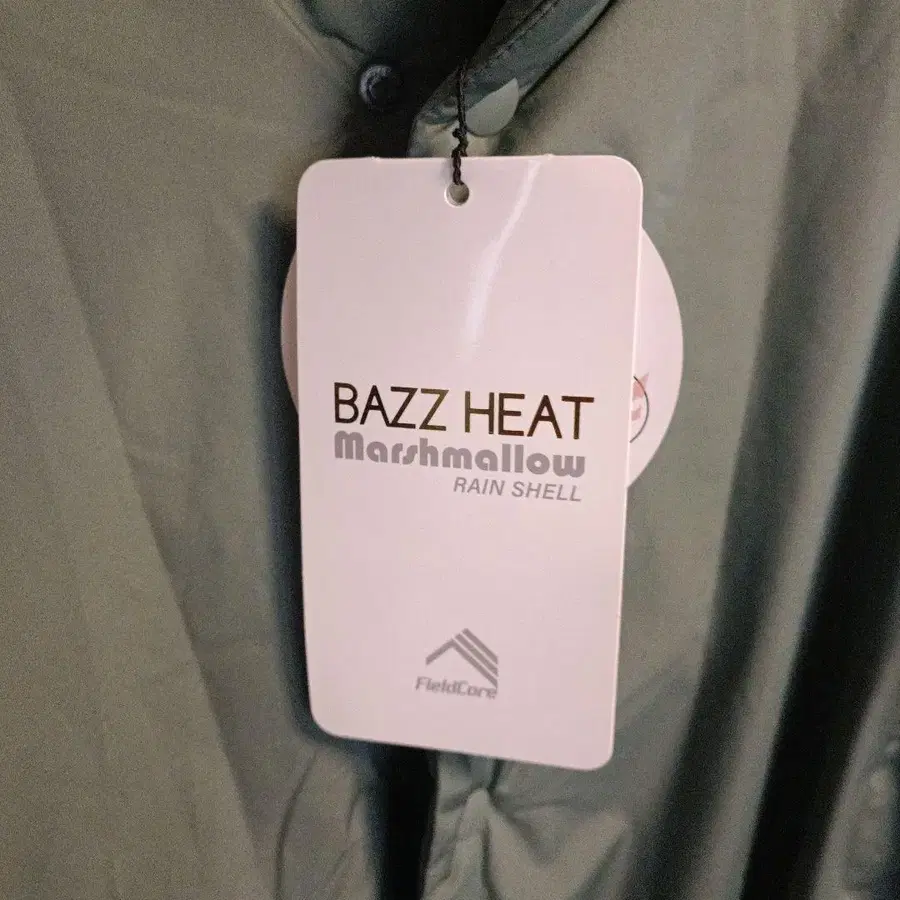 BAZZ HEAT
Marshmallow
RAIN SHELL
FieldCore